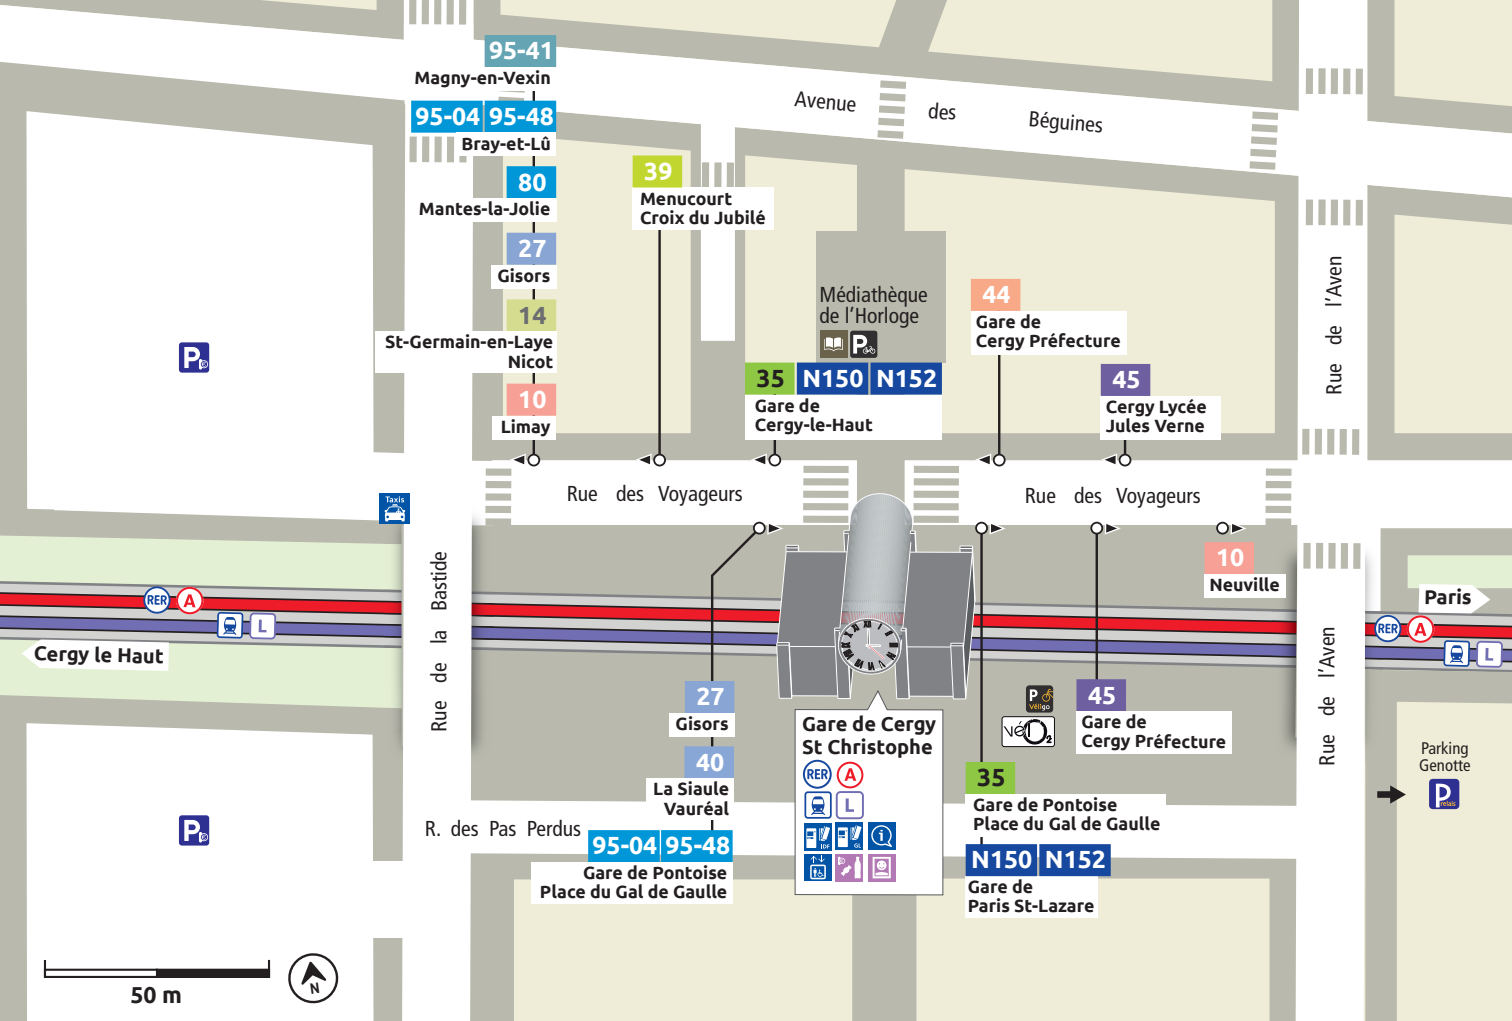 95-41
Magny-en-Vexin
95-04 95-48
Bray-et-Lû
80
Mantes-la-Jolie
27
Gisors
14
St-Germain-en-Laye
Nicot
10
Limay
39
Menucourt
Croix du Jubilé
Avenue des Béguines
Médiathèque
de l'Horloge
P
35 N150 N152
Gare de
Cergy-le-Haut
44
Gare de
Cergy Préfecture
45
Cergy Lycée
Jules Verne
Rue de l'Aven
P
Taxis
Rue des Voyageurs
Rue des Voyageurs
10
Neuville
Paris
RER A
L
Cergy le Haut
Rue de la Bastide
RER A
L
Rue de l'Aven
27
Gisors
40
La Siaule
Vauréal
95-04 95-48
Gare de Pontoise
Place du Gal de Gaulle
R. des Pas Perdus
Gare de Cergy
St Christophe
RER A
L
IDF
GL
i
P
Véligo
vélO2
45
Gare de
Cergy Préfecture
35
Gare de Pontoise
Place du Gal de Gaulle
N150 N152
Gare de
Paris St-Lazare
Parking
Genotte
P
relais
P
50 m
N